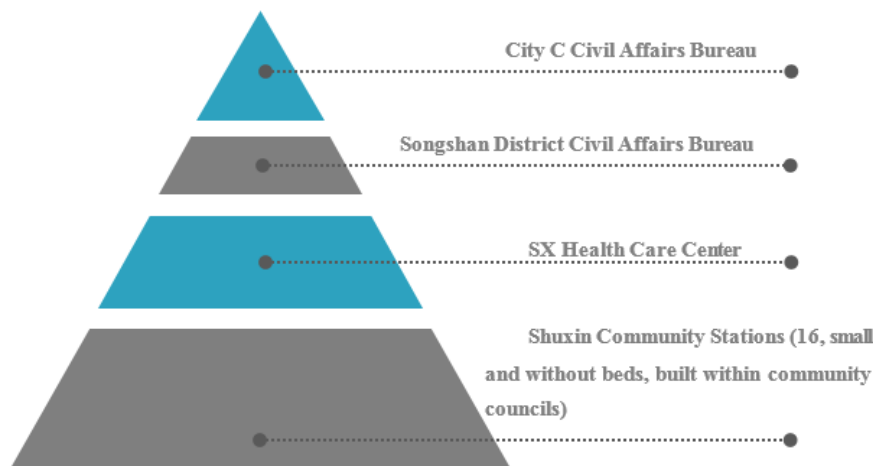 City C Civil Affairs Bureau
Songshan District Civil Affairs Bureau
SX Health Care Center
Shuxin Community Stations (16, small
and without beds, built within community
councils)